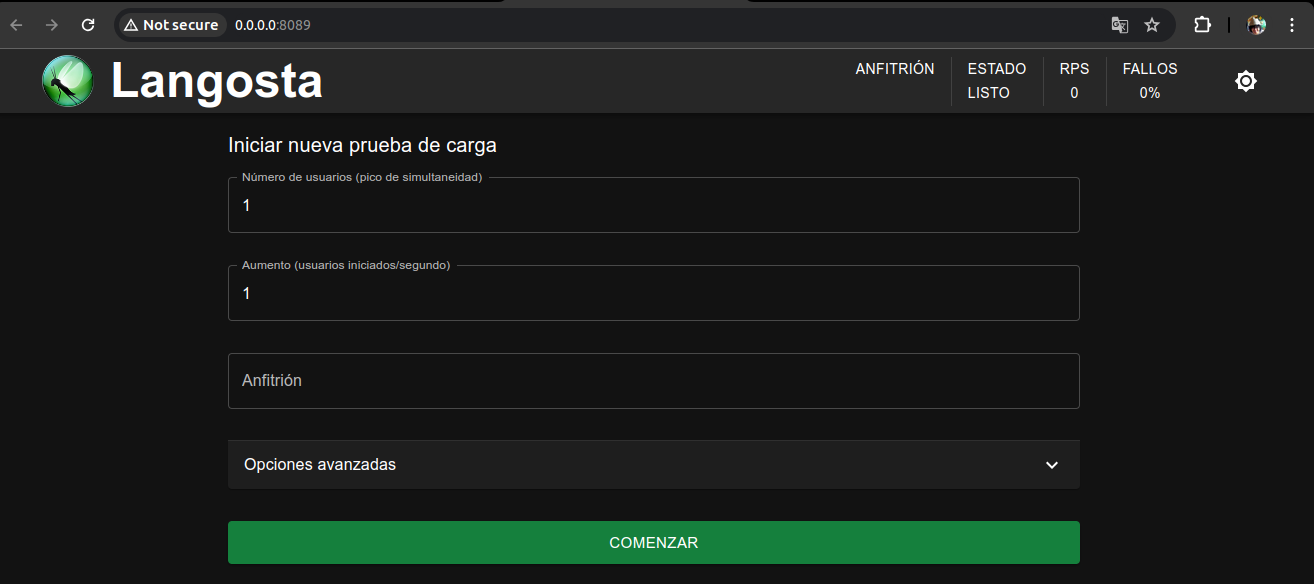 Not secure 0.0.0.0:8089
Langosta
ANFITRIÓN
ESTADO
LISTO
RPS
0
FALLOS
0%
Iniciar nueva prueba de carga
Número de usuarios (pico de simultaneidad)
1
Aumento (usuarios iniciados/segundo)
1
Anfitrión
Opciones avanzadas
COMENZAR